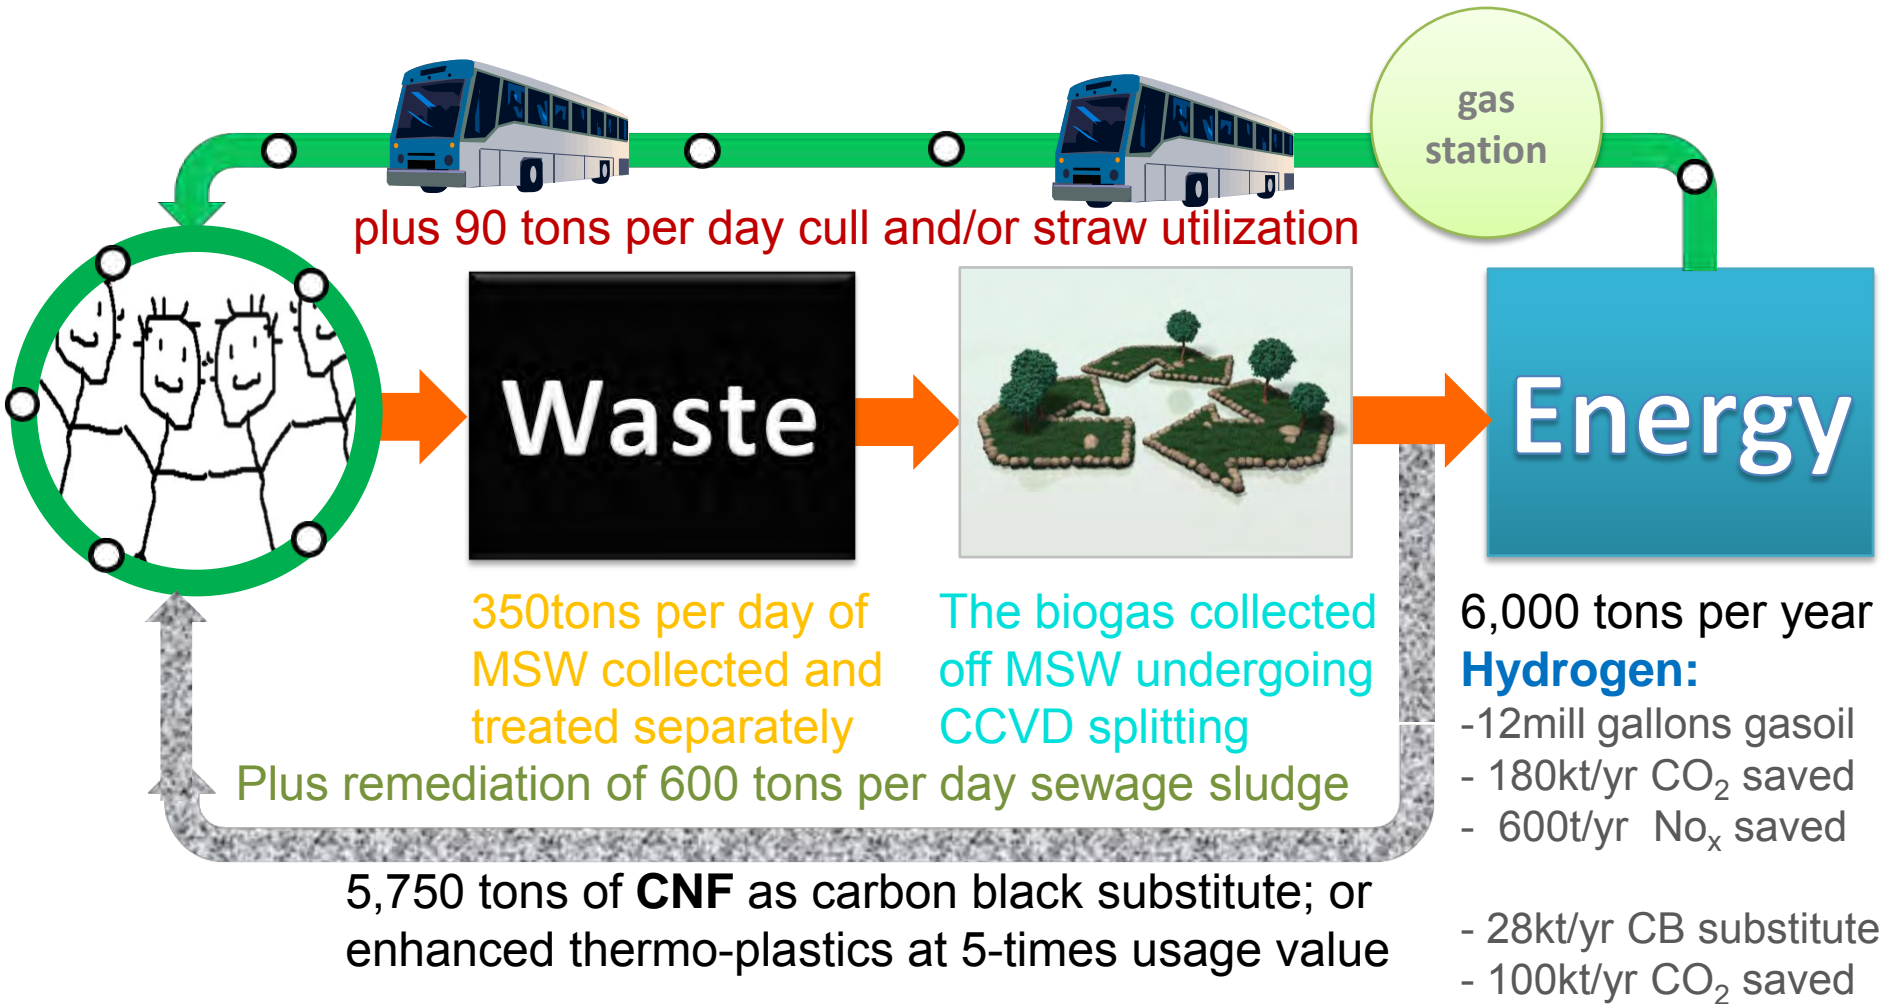 gas
station
plus 90 tons per day cull and/or straw utilization
Waste
Energy
350tons per day of
MSW collected and
treated separately
The biogas collected
off MSW undergoing
CCVD splitting
Plus remediation of 600 tons per day sewage sludge
6,000 tons per year
Hydrogen:
-12mill gallons gasoil
- 180kt/yr CO₂ saved
- 600t/yr Noₓ saved
- 28kt/yr CB substitute
- 100kt/yr CO₂ saved
5,750 tons of CNF as carbon black substitute; or
enhanced thermo-plastics at 5-times usage value